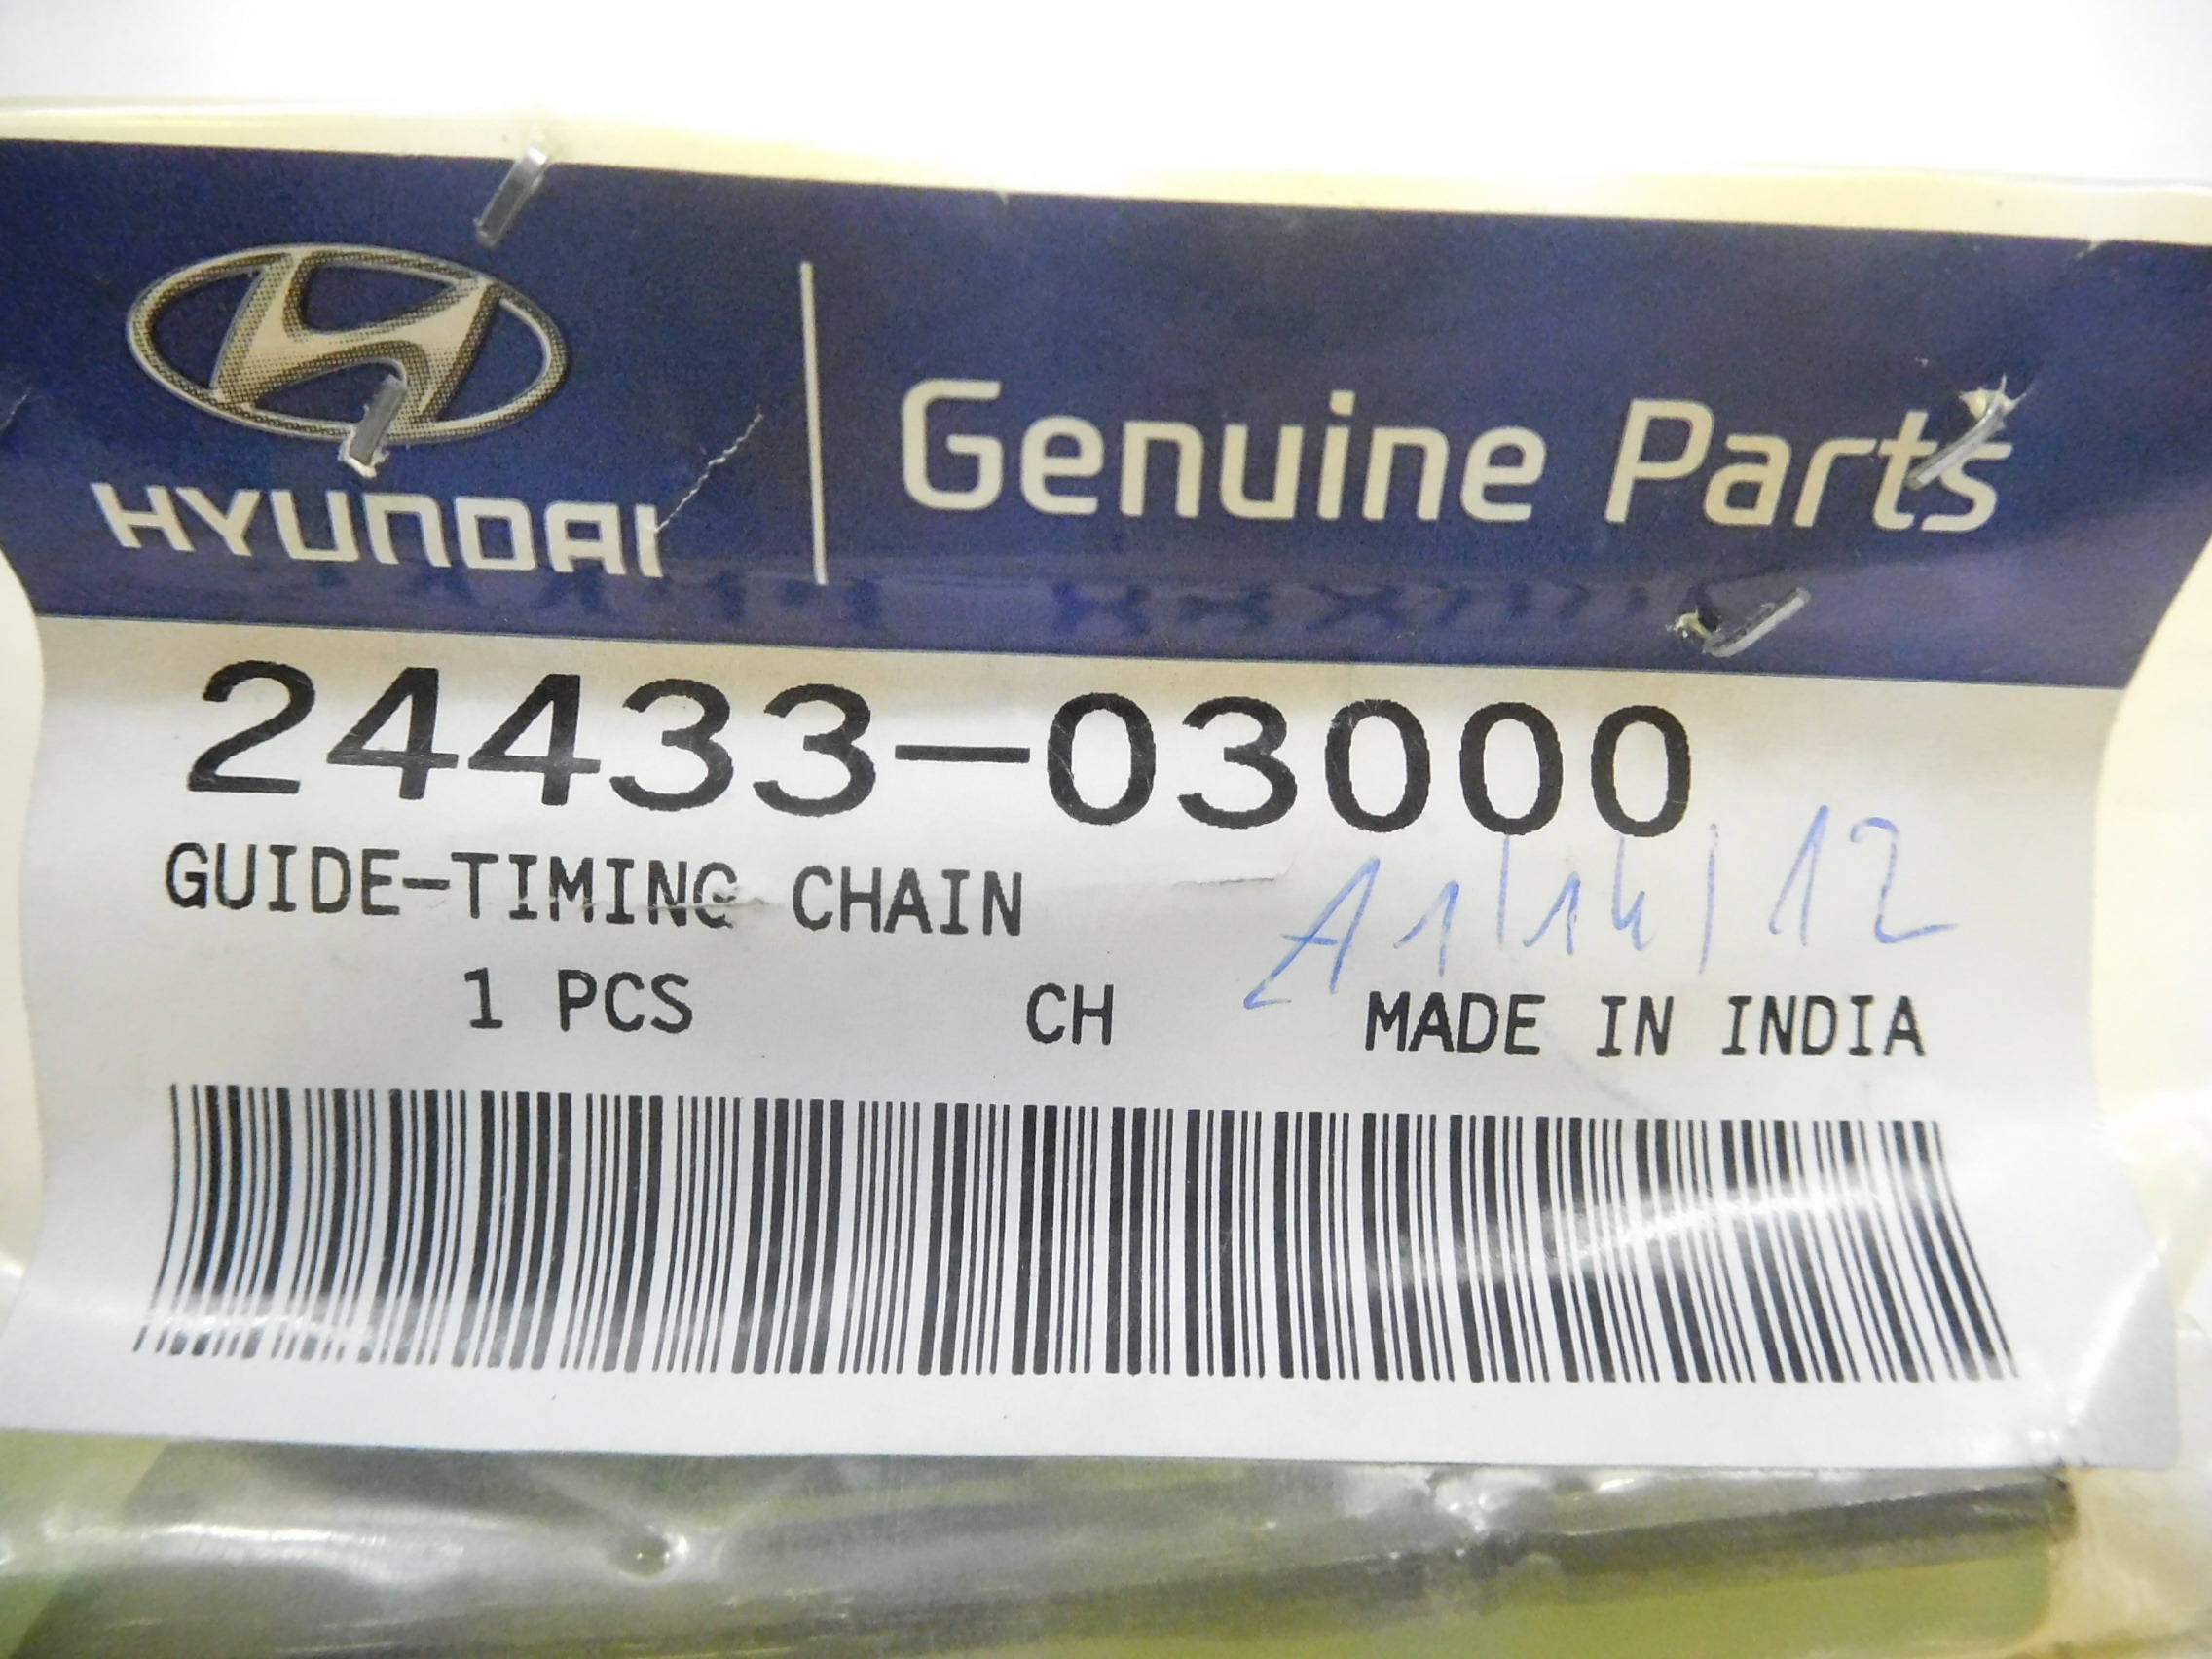 HYUNDAI
Genuine Parts
24433-03000
GUIDE-TIMING CHAIN
A1/14/12
1 PCS CH MADE IN INDIA